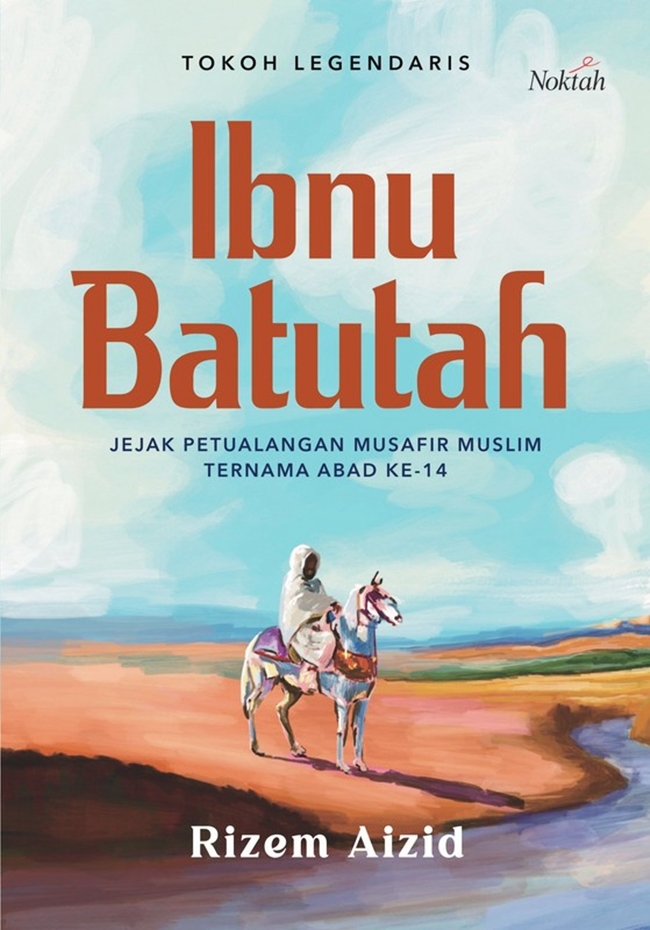 TOKOH LEGENDARIS
Noktah
Ibnu
Batutah
JEJAK PETUALANGAN MUSAFIR MUSLIM
TERNAMA ABAD KE-14
Rizem Aizid